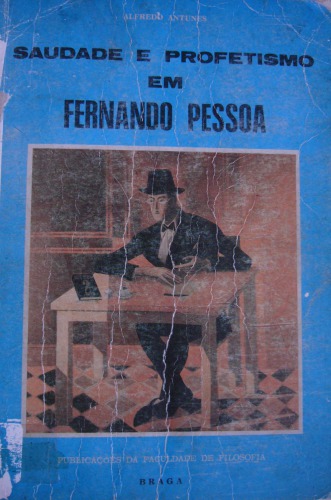 ALFREDO ANTUNES
SAUDADE E PROFETISMO
EM
FERNANDO PESSOA
PUBLICAÇÕES DA FACULDADE DE FILOSOFIA
BRAGA